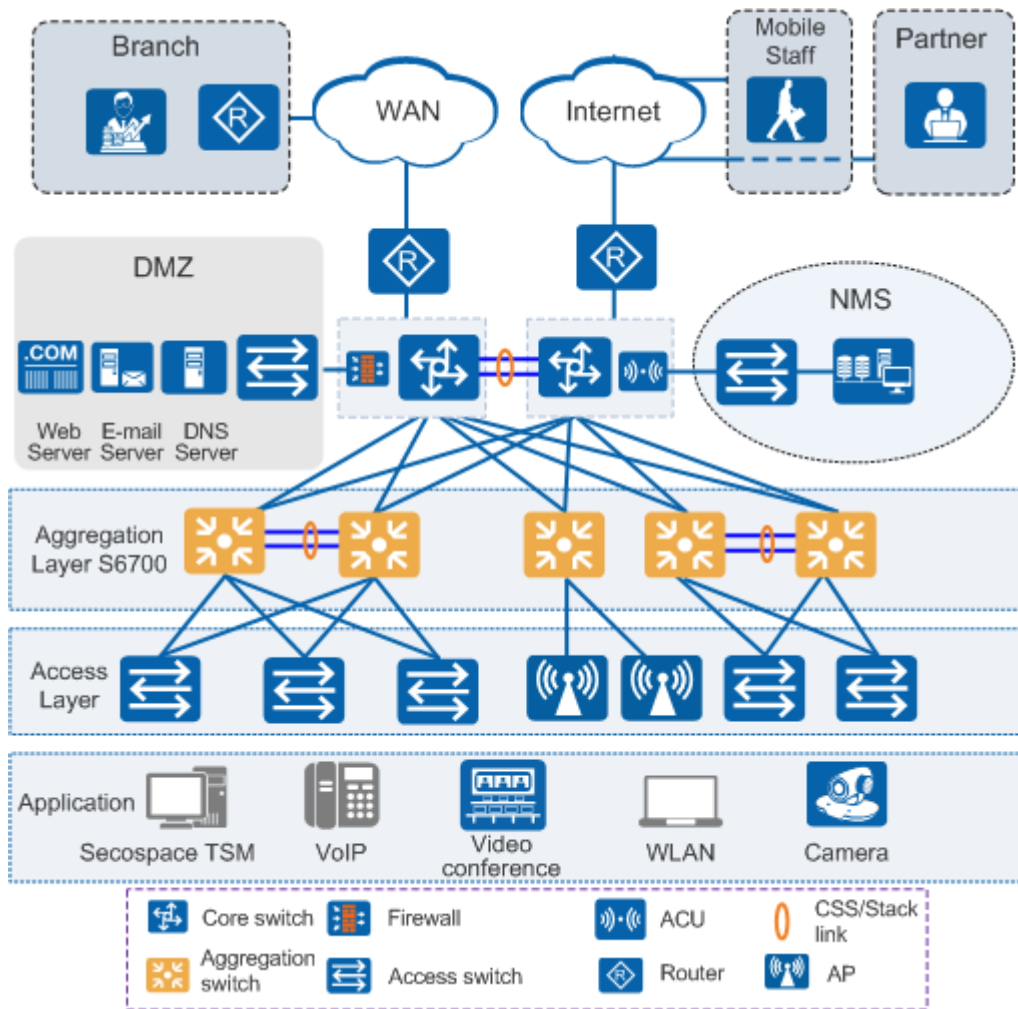 Branch
WAN
Internet
Mobile
Staff
Partner
R
R
R
DMZ
NMS
.COM
Web
Server
E-mail
Server
DNS
Server
Aggregation
Layer S6700
Access
Layer
Application
Secospace TSM
VoIP
Video
conference
WLAN
Camera
Core switch
Firewall
ACU
CSS/Stack
link
Aggregation
switch
Access switch
R
Router
AP